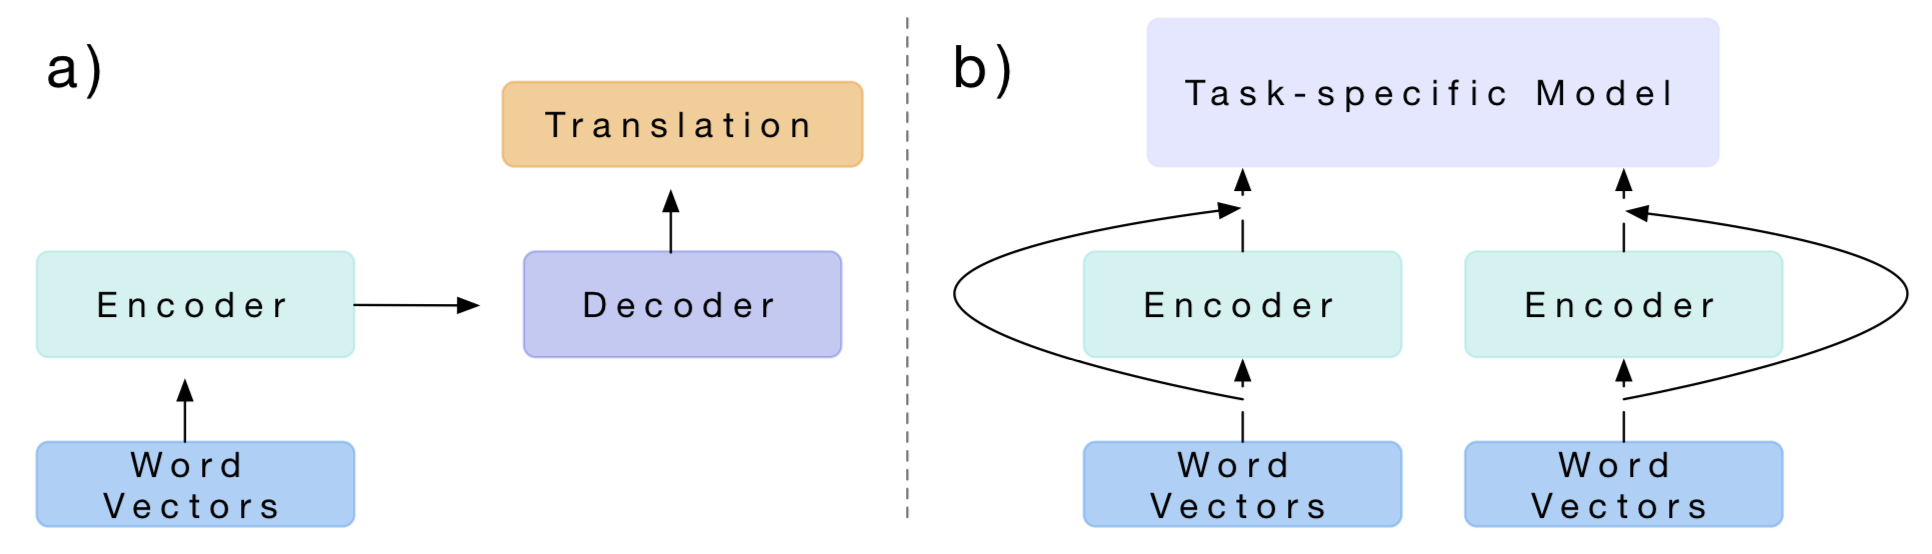 a)
Translation
Encoder
Decoder
Word
Vectors
b)
Task-specific Model
Encoder
Encoder
Word
Vectors
Word
Vectors